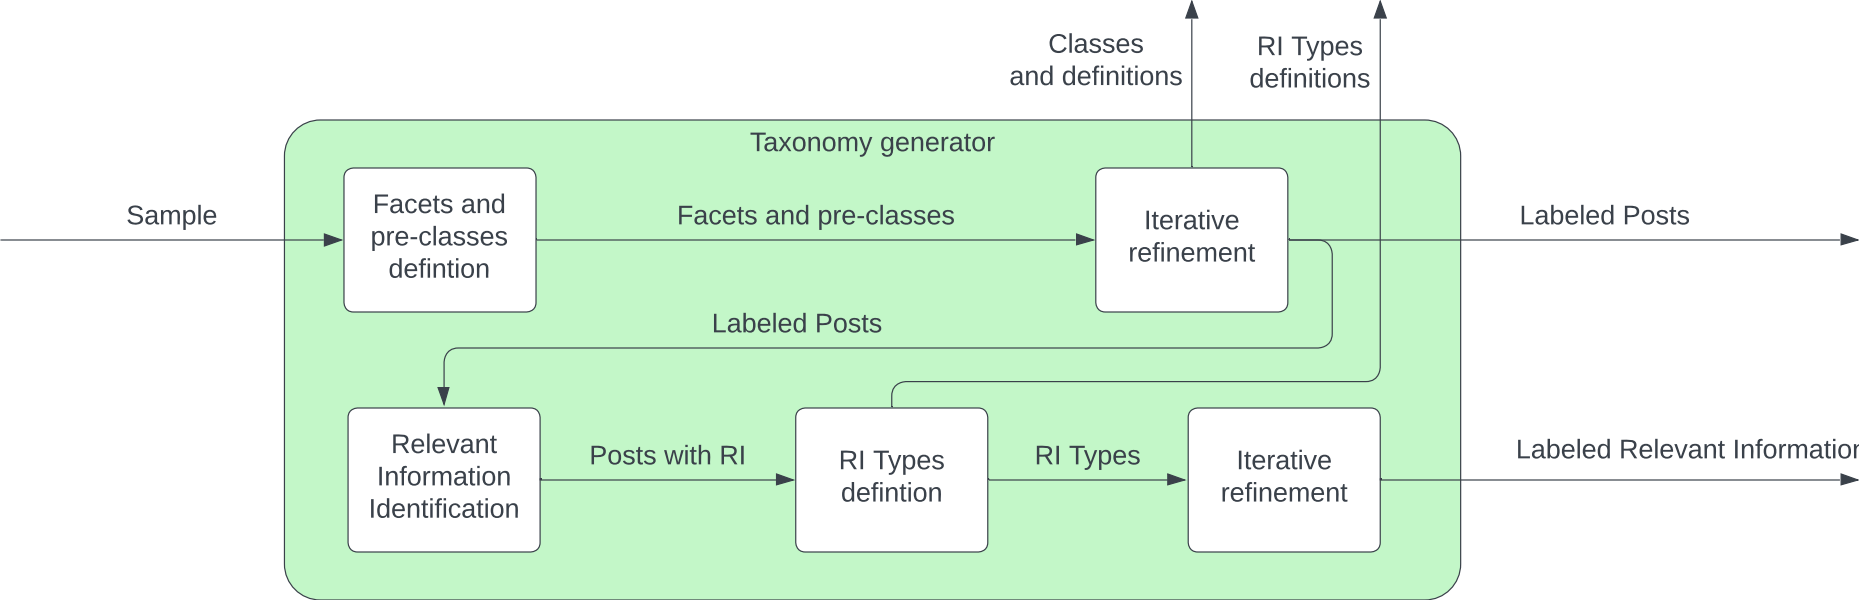 Classes
and definitions
RI Types
definitions
Taxonomy generator
Sample
Facets and
pre-classes
defintion
Facets and pre-classes
Iterative
refinement
Labeled Posts
Labeled Posts
Relevant
Information
Identification
Posts with RI
RI Types
defintion
RI Types
Iterative
refinement
Labeled Relevant Information